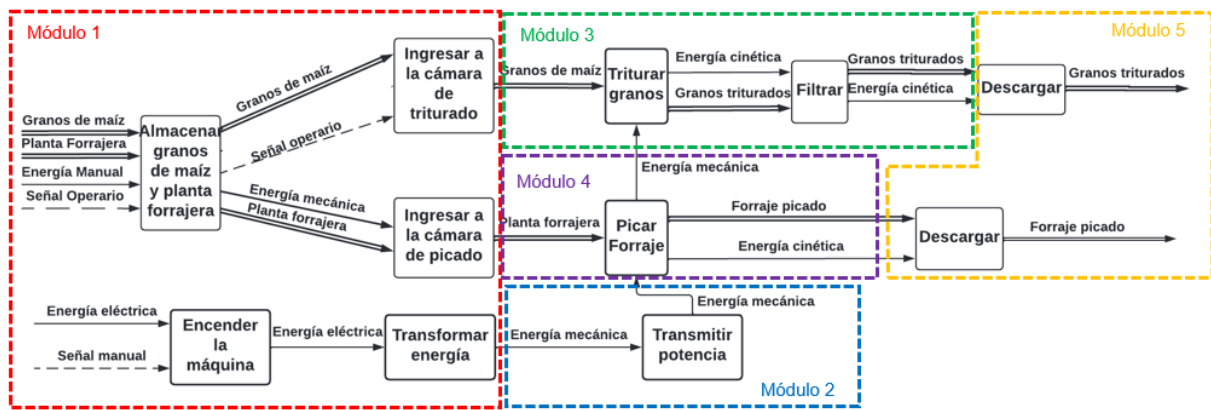 Módulo 1
Granos de maíz
Planta Forrajera
Energía Manual
Señal Operario
Almacenar
granos
de maíz
y planta
forrajera
Granos de maíz
Señal operario
Energía mecánica
Planta forrajera
Ingresar a
la cámara
de
triturado
Ingresar a
la cámara
de picado
Energía eléctrica
Señal manual
Encender
la
máquina
Energía eléctrica
Transformar
energía
Módulo 3
Granos de maíz
Triturar
granos
Energía cinética
Granos triturados
Filtrar
Granos triturados
Energía cinética
Módulo 5
Descargar
Granos triturados
Energía mecánica
Módulo 4
Planta forrajera
Picar
Forraje
Forraje picado
Energía cinética
Descargar
Forraje picado
Energía mecánica
Energía mecánica
Transmitir
potencia
Módulo 2